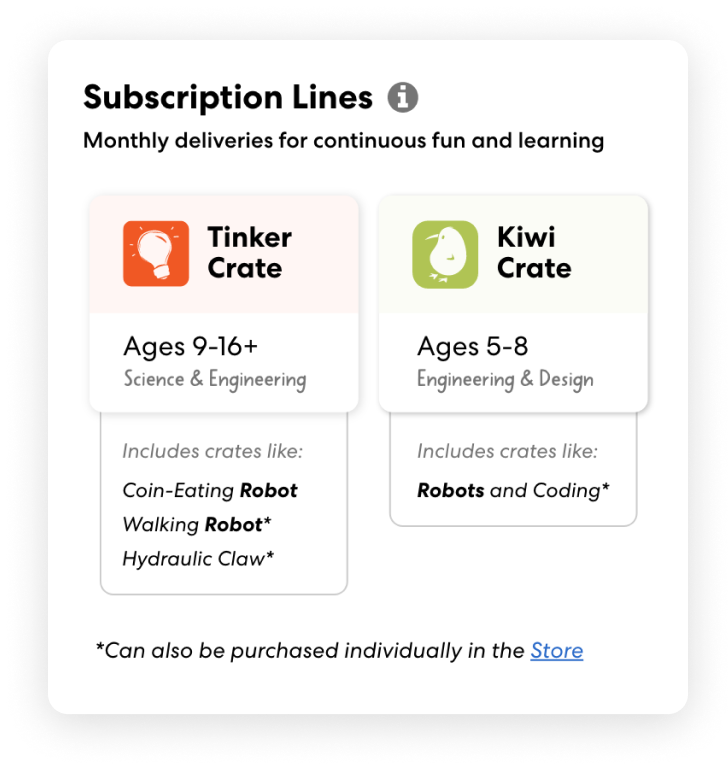 Subscription Lines
Monthly deliveries for continuous fun and learning
Tinker
Crate
Ages 9-16+
Science & Engineering
Includes crates like:
Coin-Eating Robot
Walking Robot*
Hydraulic Claw*
Kiwi
Crate
Ages 5-8
Engineering & Design
Includes crates like:
Robots and Coding*
*Can also be purchased individually in the Store